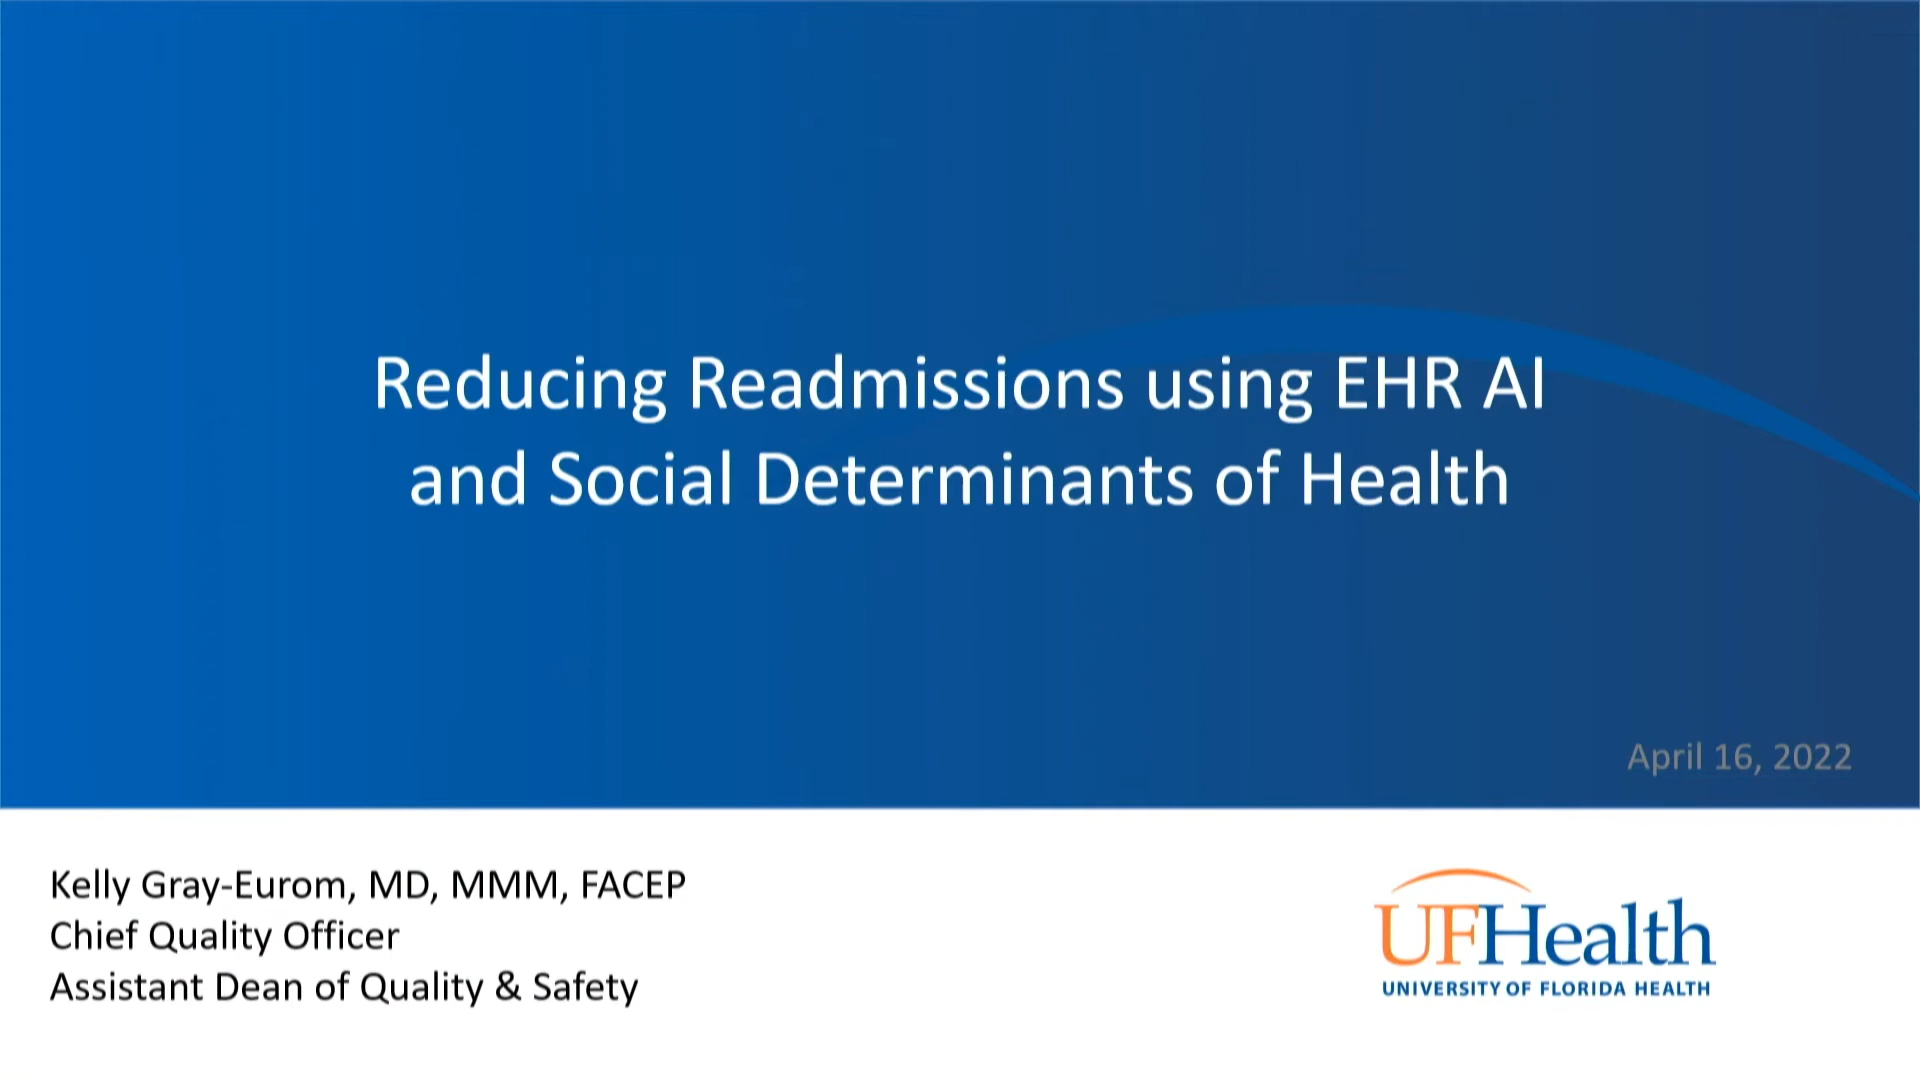 Reducing Readmissions using EHR AI
and Social Determinants of Health
April 16, 2022
Kelly Gray-Eurom, MD, MMM, FACEP
Chief Quality Officer
Assistant Dean of Quality & Safety
UFHealth
UNIVERSITY OF FLORIDA HEALTH